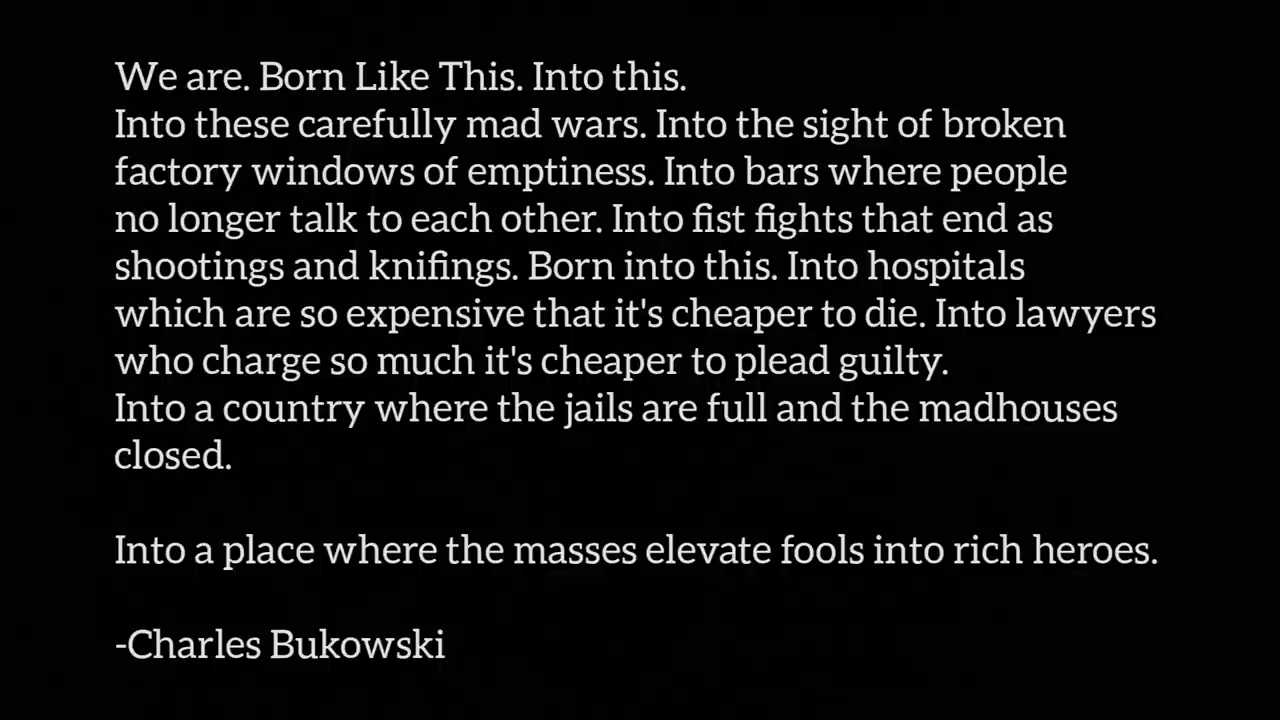 We are. Born Like This. Into this.
Into these carefully mad wars. Into the sight of broken
factory windows of emptiness. Into bars where people
no longer talk to each other. Into fist fights that end as
shootings and knifings. Born into this. Into hospitals
which are so expensive that it's cheaper to die. Into lawyers
who charge so much it's cheaper to plead guilty.
Into a country where the jails are full and the madhouses
closed.
Into a place where the masses elevate fools into rich heroes.
-Charles Bukowski